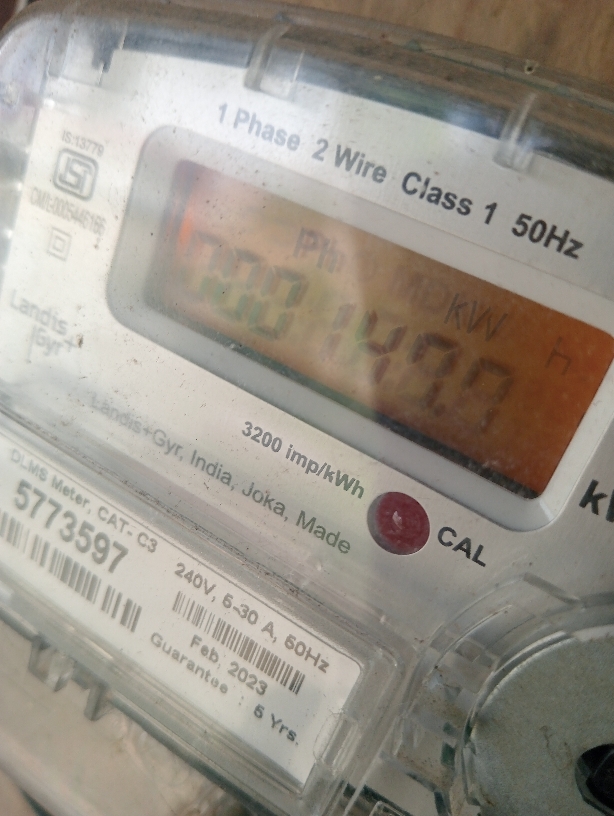 1 Phase 2 Wire Class 1 50Hz
IS:13779
kW
h
Landis
Gyr+
3200 imp/kWh
Landis+Gyr, India, Joka, Made
CAL
DLMS Meter, CAT- C3
5773597
240V, 5-30 A, 50Hz
Feb. 2023
Guarantee : 5 Yrs.